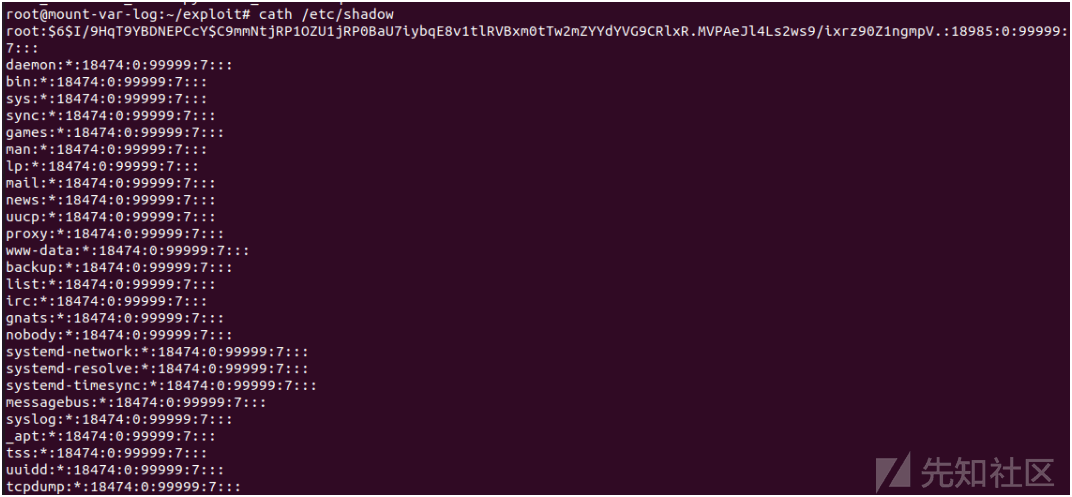 root@mount-var-log:~/exploit# cath /etc/shadow
root:$6$I/9HqT9YBDNEPCcY$C9mmNtjRP1OZU1jRP0BaU7iybqE8v1tlRVBxm0tTw2mZYYdYVG9CRlxR.MVPAeJl4Ls2ws9/ixrz90Z1ngmpV.:18985:0:99999:
7:::
daemon:*:18474:0:99999:7:::
bin:*:18474:0:99999:7:::
sys:*:18474:0:99999:7:::
sync:*:18474:0:99999:7:::
games:*:18474:0:99999:7:::
man:*:18474:0:99999:7:::
lp:*:18474:0:99999:7:::
mail:*:18474:0:99999:7:::
news:*:18474:0:99999:7:::
uucp:*:18474:0:99999:7:::
proxy:*:18474:0:99999:7:::
www-data:*:18474:0:99999:7:::
backup:*:18474:0:99999:7:::
list:*:18474:0:99999:7:::
irc:*:18474:0:99999:7:::
gnats:*:18474:0:99999:7:::
nobody:*:18474:0:99999:7:::
systemd-network:*:18474:0:99999:7:::
systemd-resolve:*:18474:0:99999:7:::
systemd-timesync:*:18474:0:99999:7:::
messagebus:*:18474:0:99999:7:::
syslog:*:18474:0:99999:7:::
_apt:*:18474:0:99999:7:::
tss:*:18474:0:99999:7:::
uuidd:*:18474:0:99999:7:::
tcpdump:*:18474:0:99999:7:::
先知社区